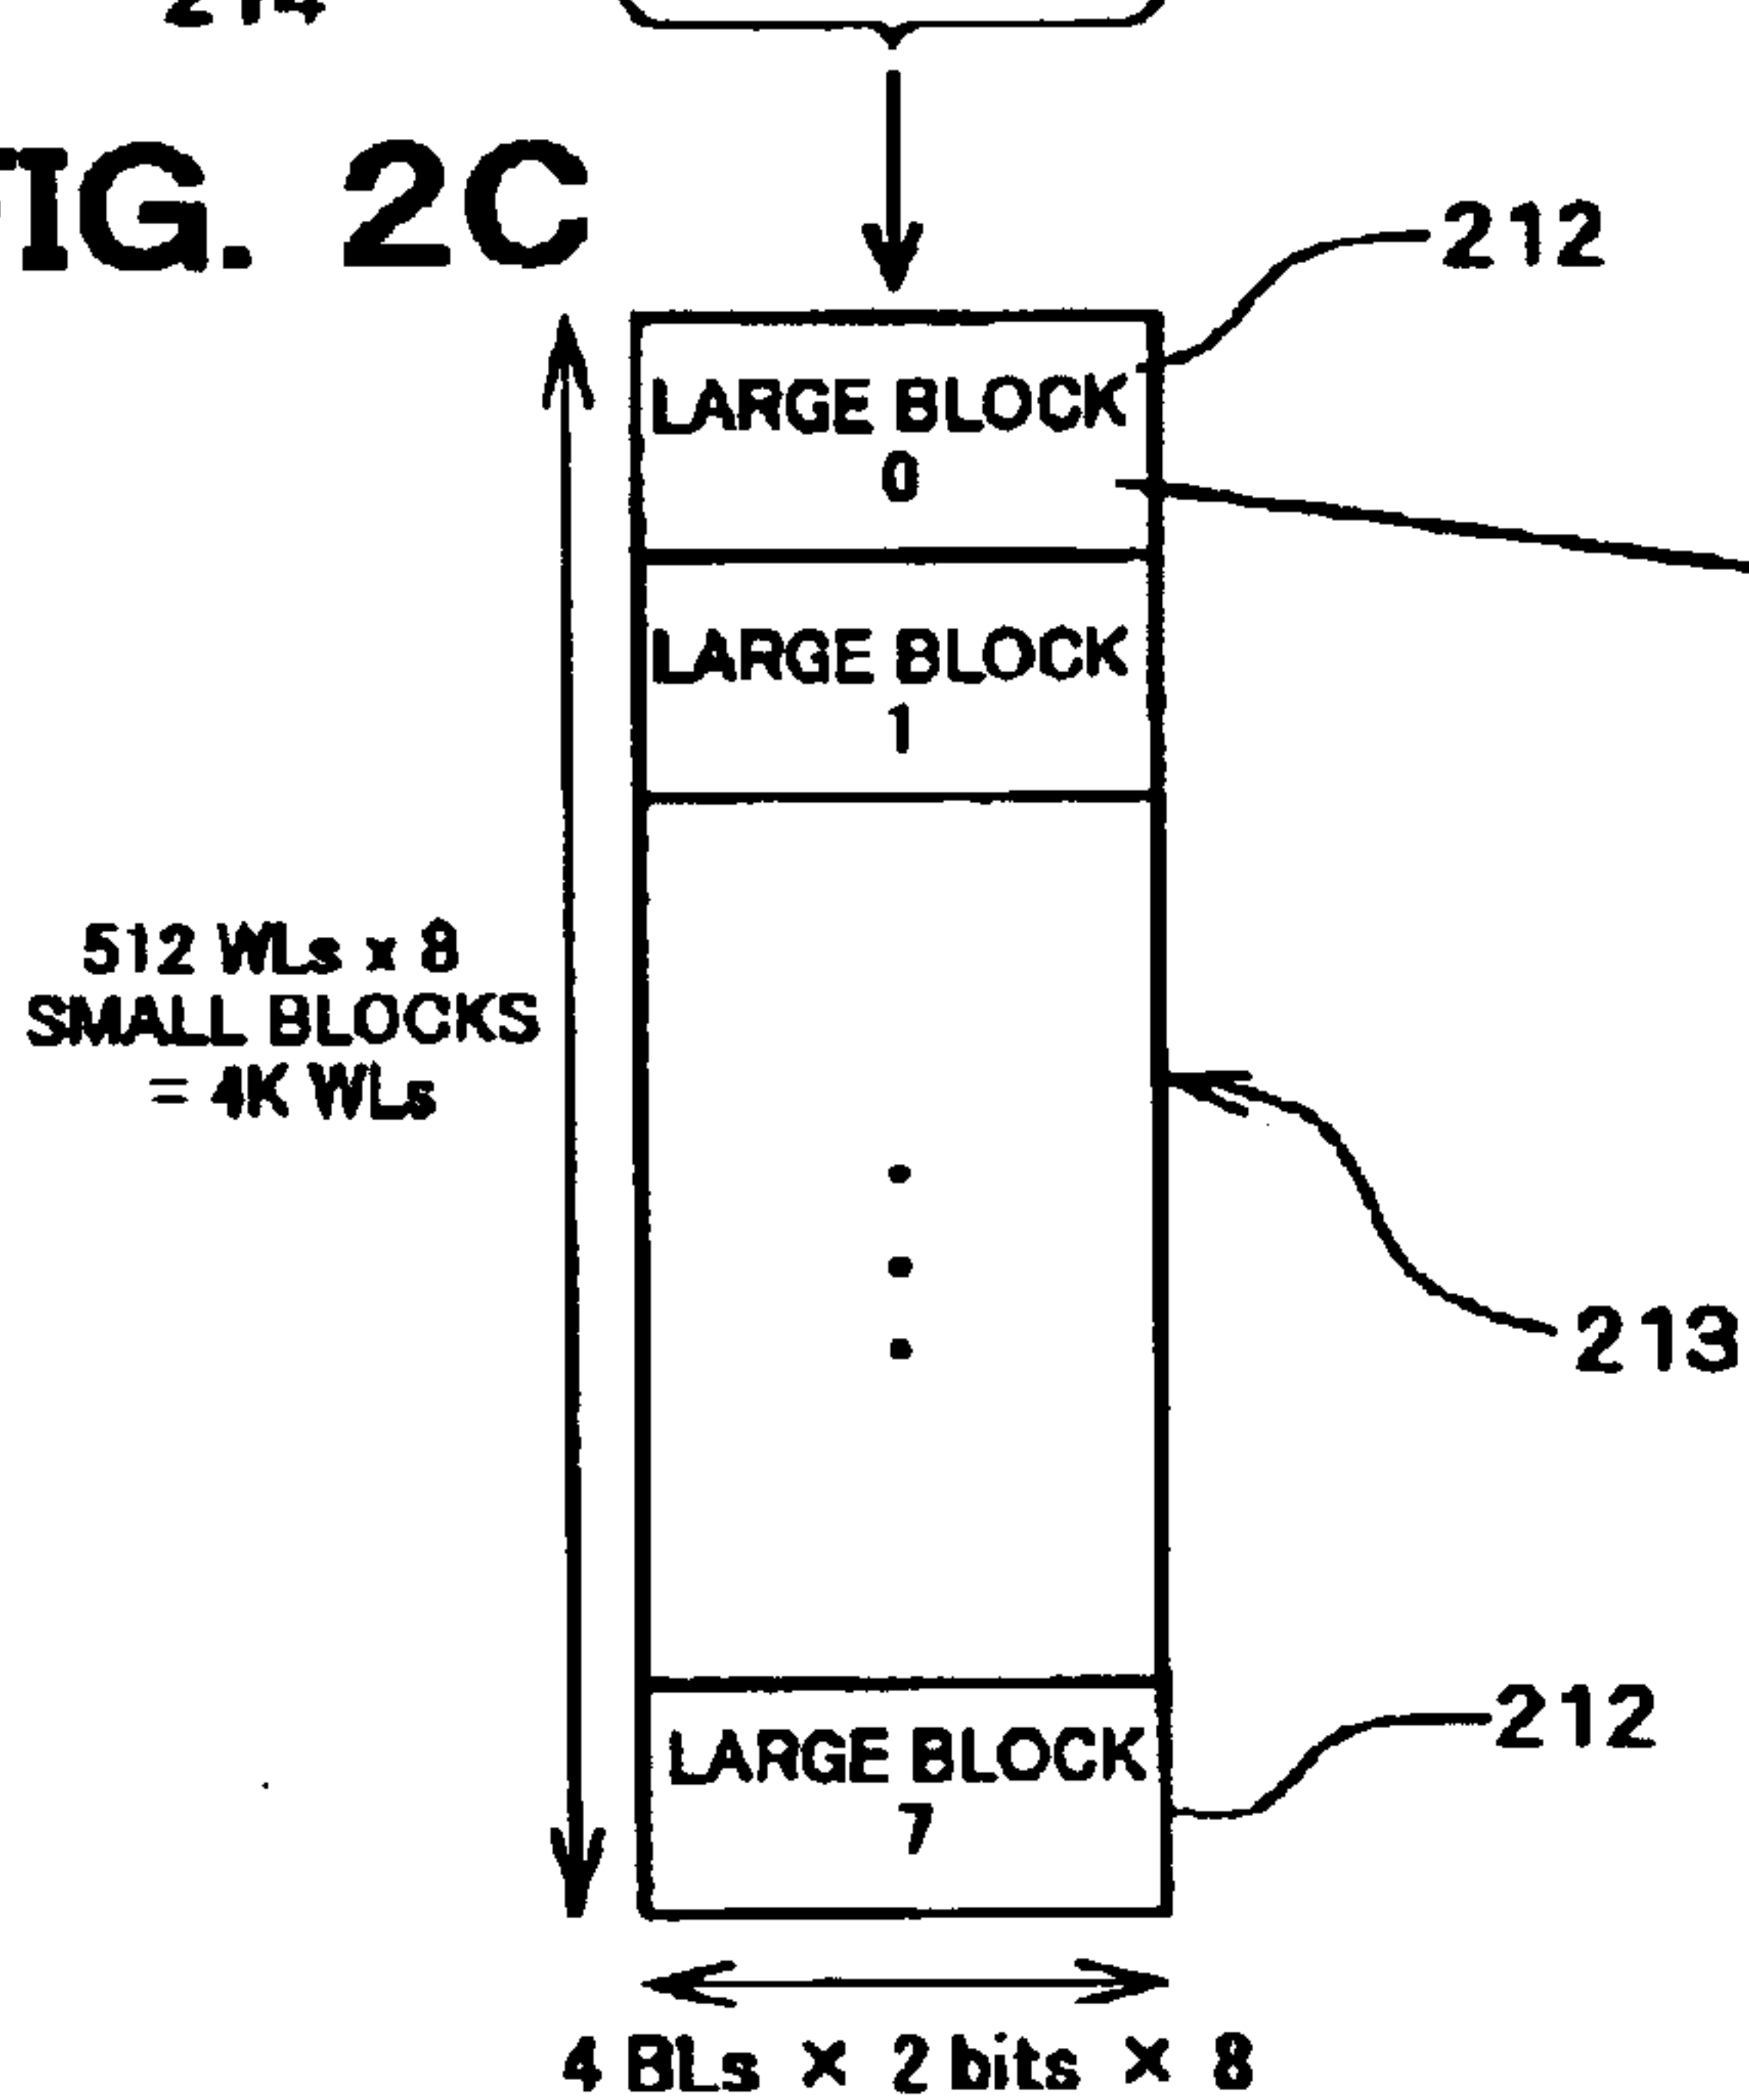 214
FIG. 2C
212
LARGE BLOCK
0
LARGE BLOCK
1
512 WLs x 8
SMALL BLOCKS
= 4K WLs
213
LARGE BLOCK
7
212
4 BLs x 2 bits x 8